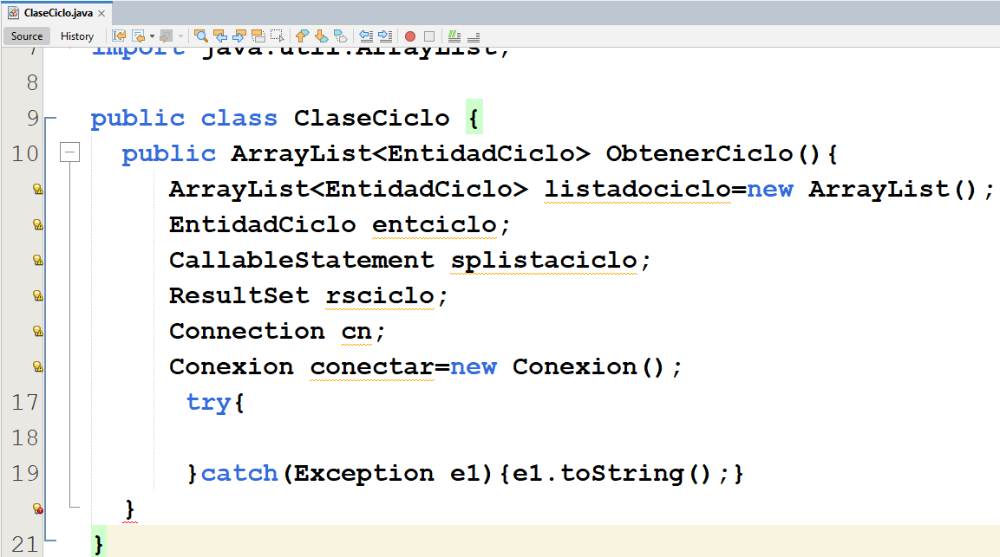 ClaseCiclo.java
Source History
7 import java.util.ArrayList;
8
9 public class ClaseCiclo {
10 public ArrayList<EntidadCiclo> ObtenerCiclo(){
ArrayList<EntidadCiclo> listadociclo=new ArrayList();
EntidadCiclo entciclo;
CallableStatement splistaciclo;
ResultSet rsciclo;
Connection cn;
Conexion conectar=new Conexion();
17 try{
18
19 }catch(Exception e1){e1.toString();}
}
21 }